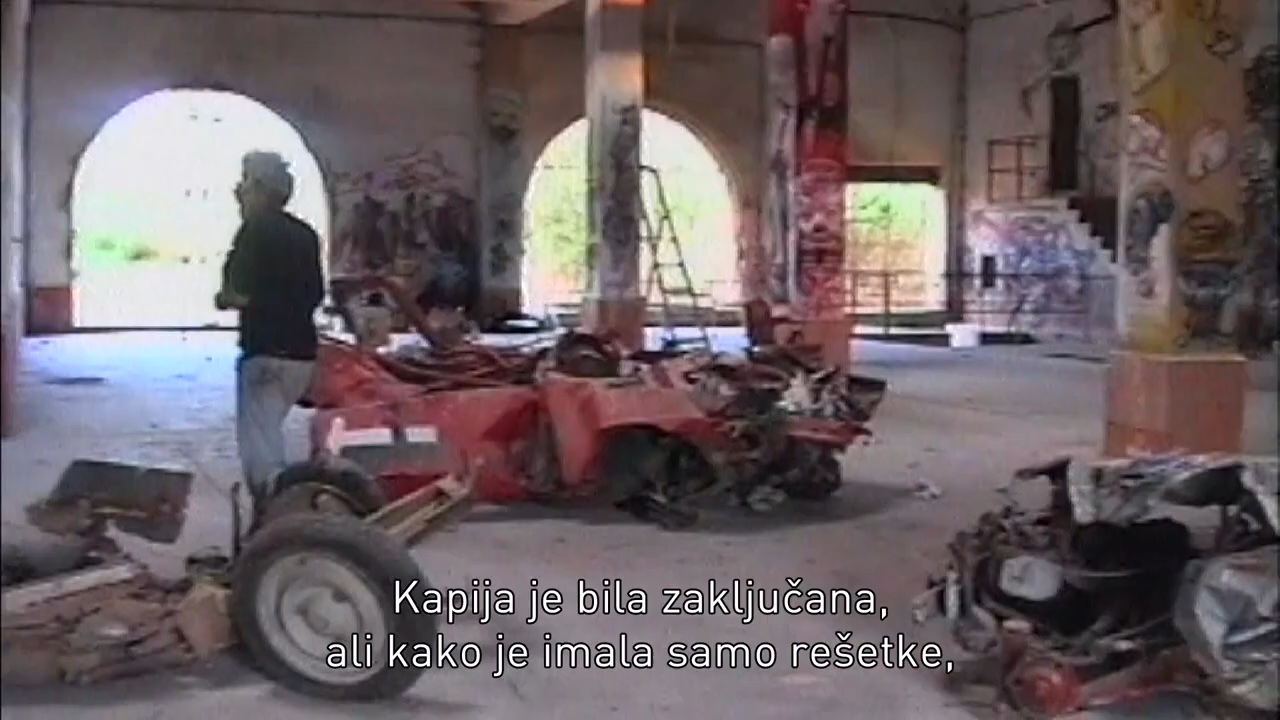 Kapija je bila zaključana,
ali kako je imala samo rešetke,